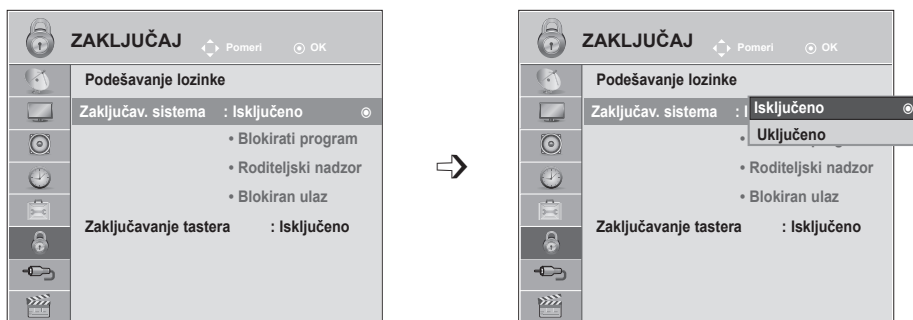 ZAKLJUČAJ Pomeri OK
Podešavanje lozinke
Zaključav. sistema : Isključeno
• Blokirati program
• Roditeljski nadzor
• Blokiran ulaz
Zaključavanje tastera : Isključeno
ZAKLJUČAJ Pomeri OK
Podešavanje lozinke
Zaključav. sistema : Isključeno
Uključeno
• Roditeljski nadzor
• Blokiran ulaz
Zaključavanje tastera : Isključeno